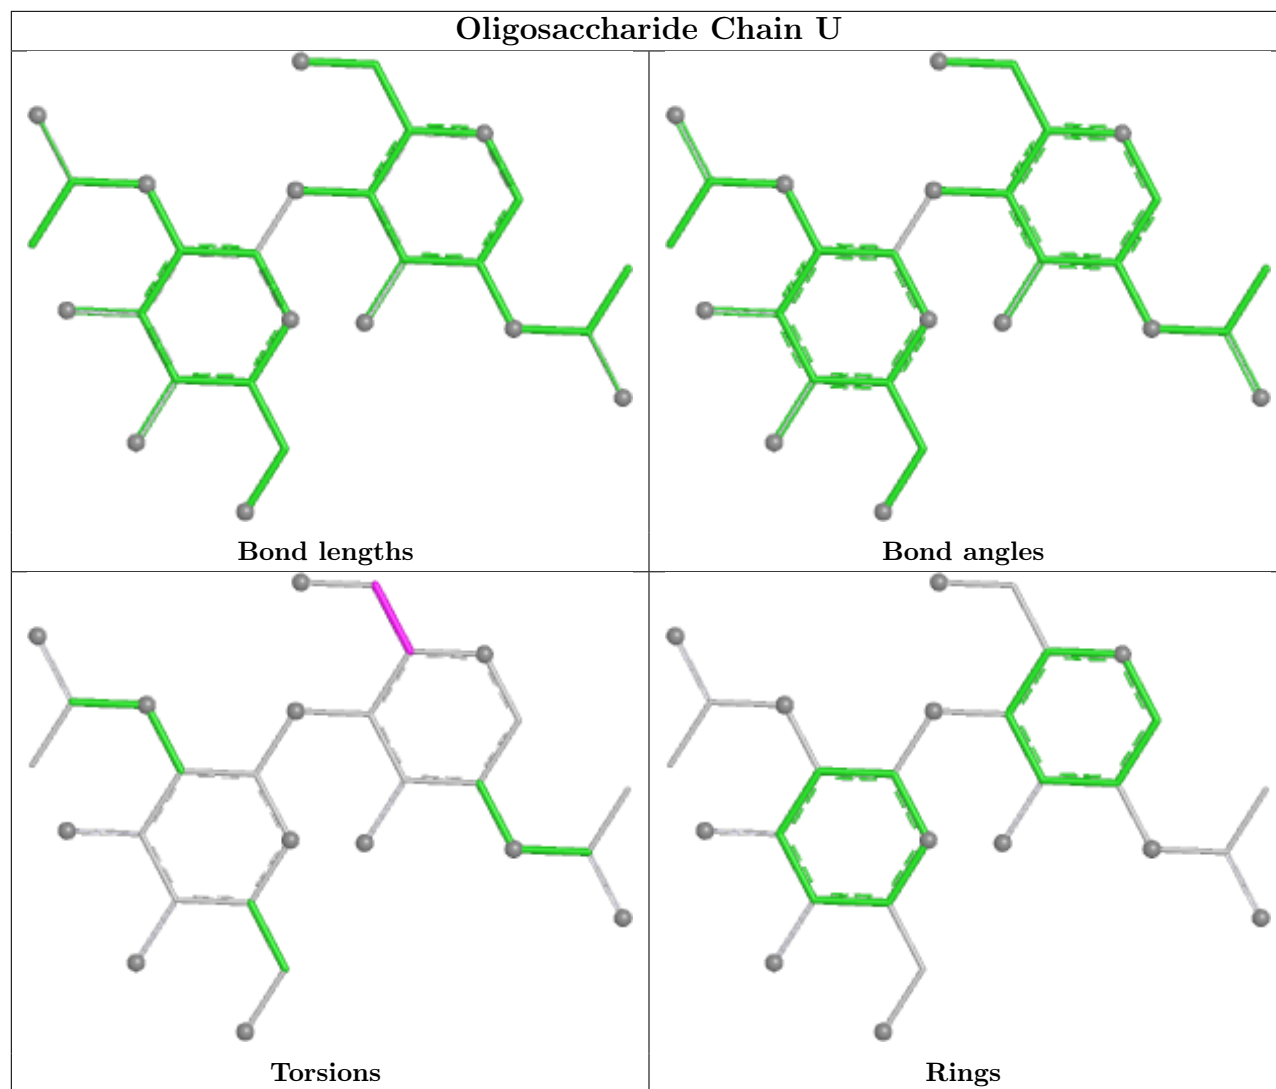 Oligosaccharide Chain U
Bond lengths
Bond angles
Torsions
Rings